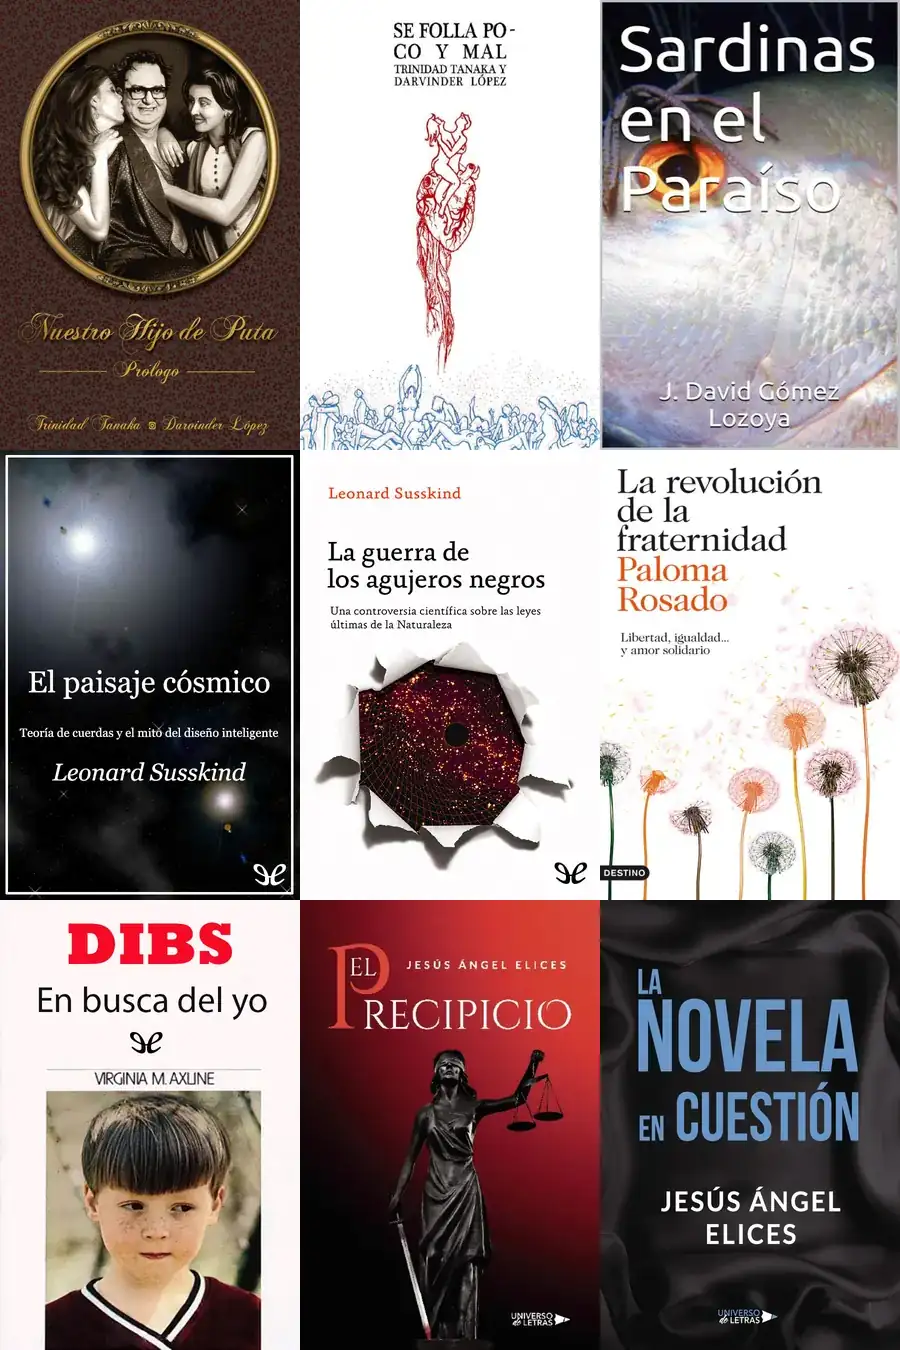 Nuestro Hijo de Puta
Prólogo
Trinidad Tanaka
Darvinder López
SE FOLLA PO-
CO Y MAL
TRINIDAD TANAKA Y
DARVINDER LÓPEZ
Sardinas
en el
Paraíso
J. David Gómez
Lozoya
El paisaje cósmico
Teoría de cuerdas y el mito del diseño inteligente
Leonard Susskind
Leonard Susskind
La guerra de
los agujeros negros
Una controversia científica sobre las leyes
últimas de la Naturaleza
La revolución
de la
fraternidad
Paloma
Rosado
Libertad, igualdad...
y amor solidario
DESTINO
DIBS
En busca del yo
VIRGINIA M. AXLINE
JESÚS ÁNGEL ELICES
EL
PRECIPICIO
UNIVERSO
de LETRAS
LA
NOVELA
EN CUESTIÓN
JESÚS ÁNGEL
ELICES
UNIVERSO
de LETRAS